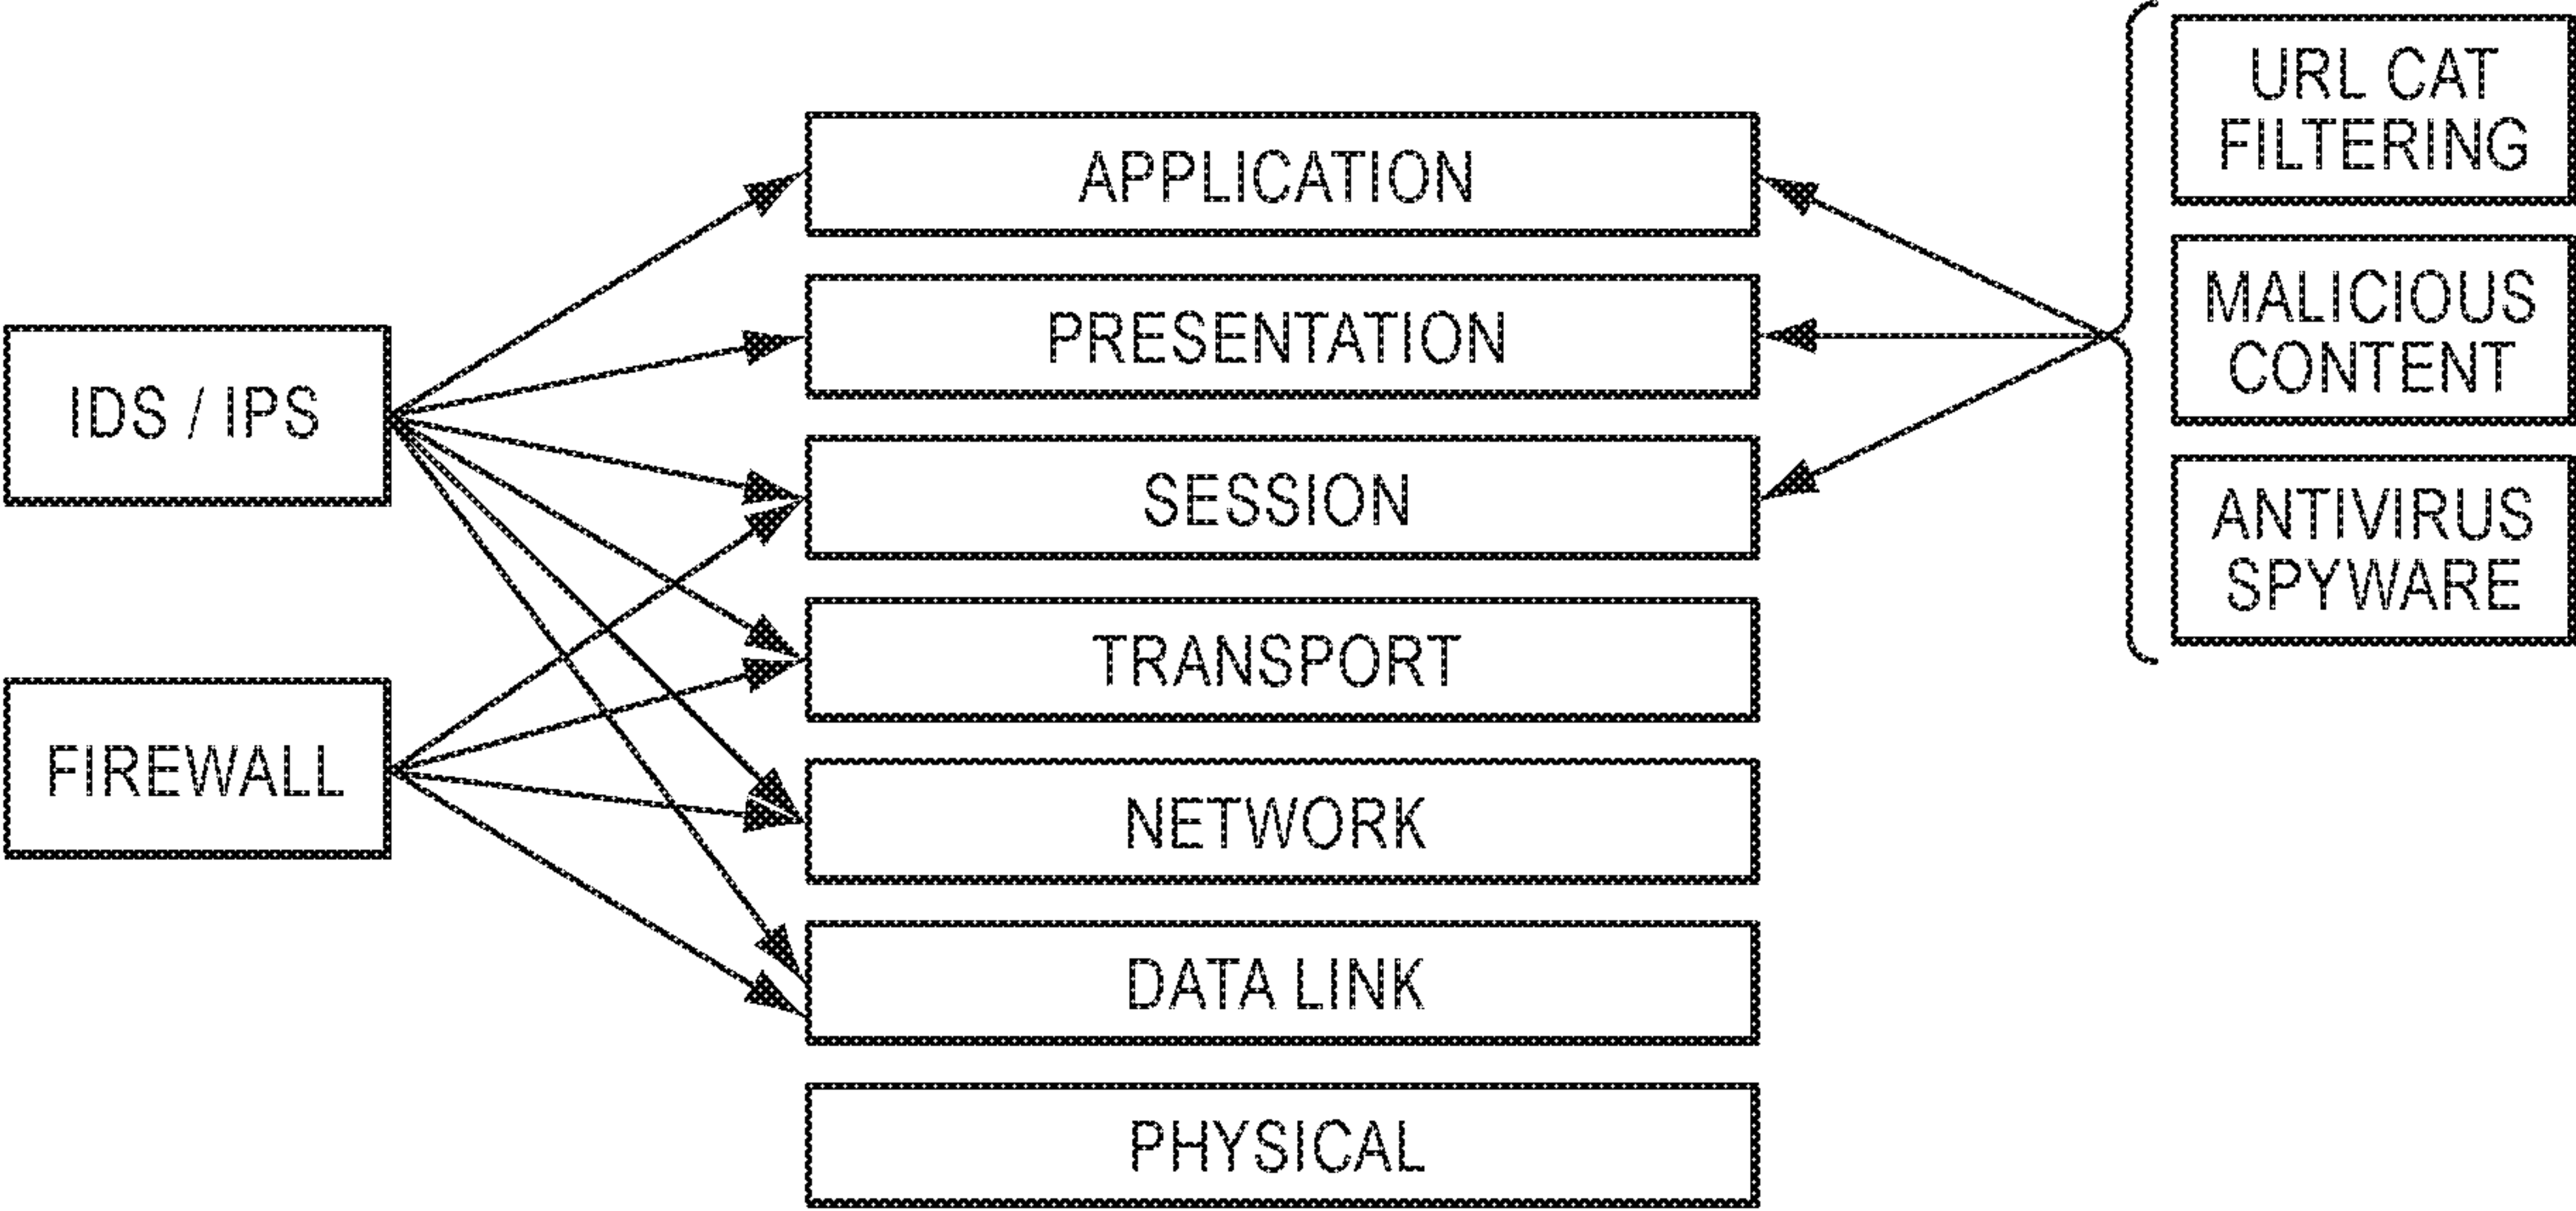 IDS / IPS
FIREWALL
APPLICATION
PRESENTATION
SESSION
TRANSPORT
NETWORK
DATA LINK
PHYSICAL
URL CAT
FILTERING
MALICIOUS
CONTENT
ANTIVIRUS
SPYWARE